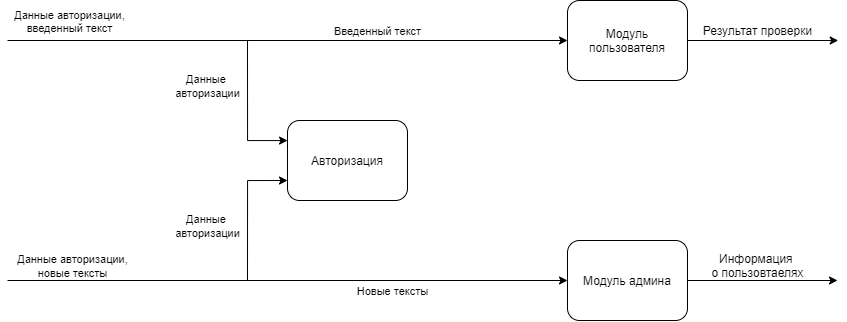 Данные авторизации,
введенный текст
Введенный текст
Модуль
пользователя
Результат проверки
Данные
авторизации
Авторизация
Данные
авторизации
Данные авторизации,
новые тексты
Новые тексты
Модуль админа
Информация
о пользовтаелях